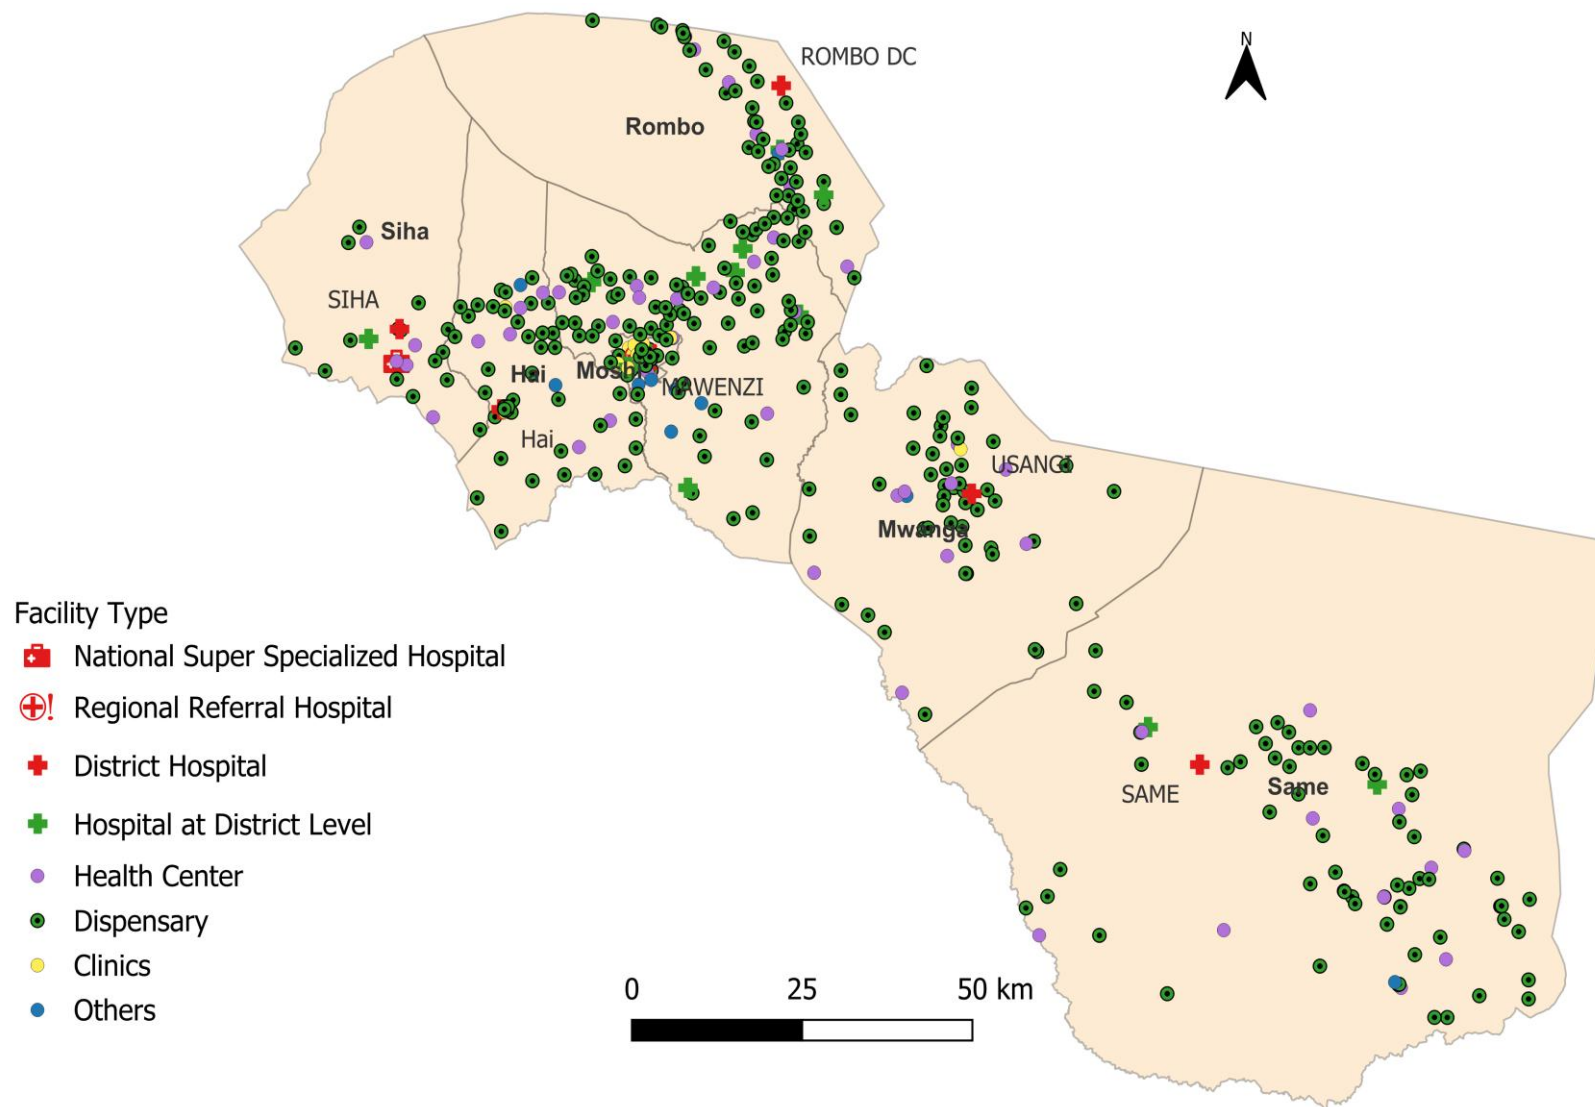 N
ROMBO DC
Rombo
Siha
SIHA
Hai
Moshi
MAWENZI
Hai
USANGI
Mwanga
Facility Type
National Super Specialized Hospital
Regional Referral Hospital
District Hospital
SAME
Same
Hospital at District Level
Health Center
Dispensary
Clinics
Others
0 25 50 km